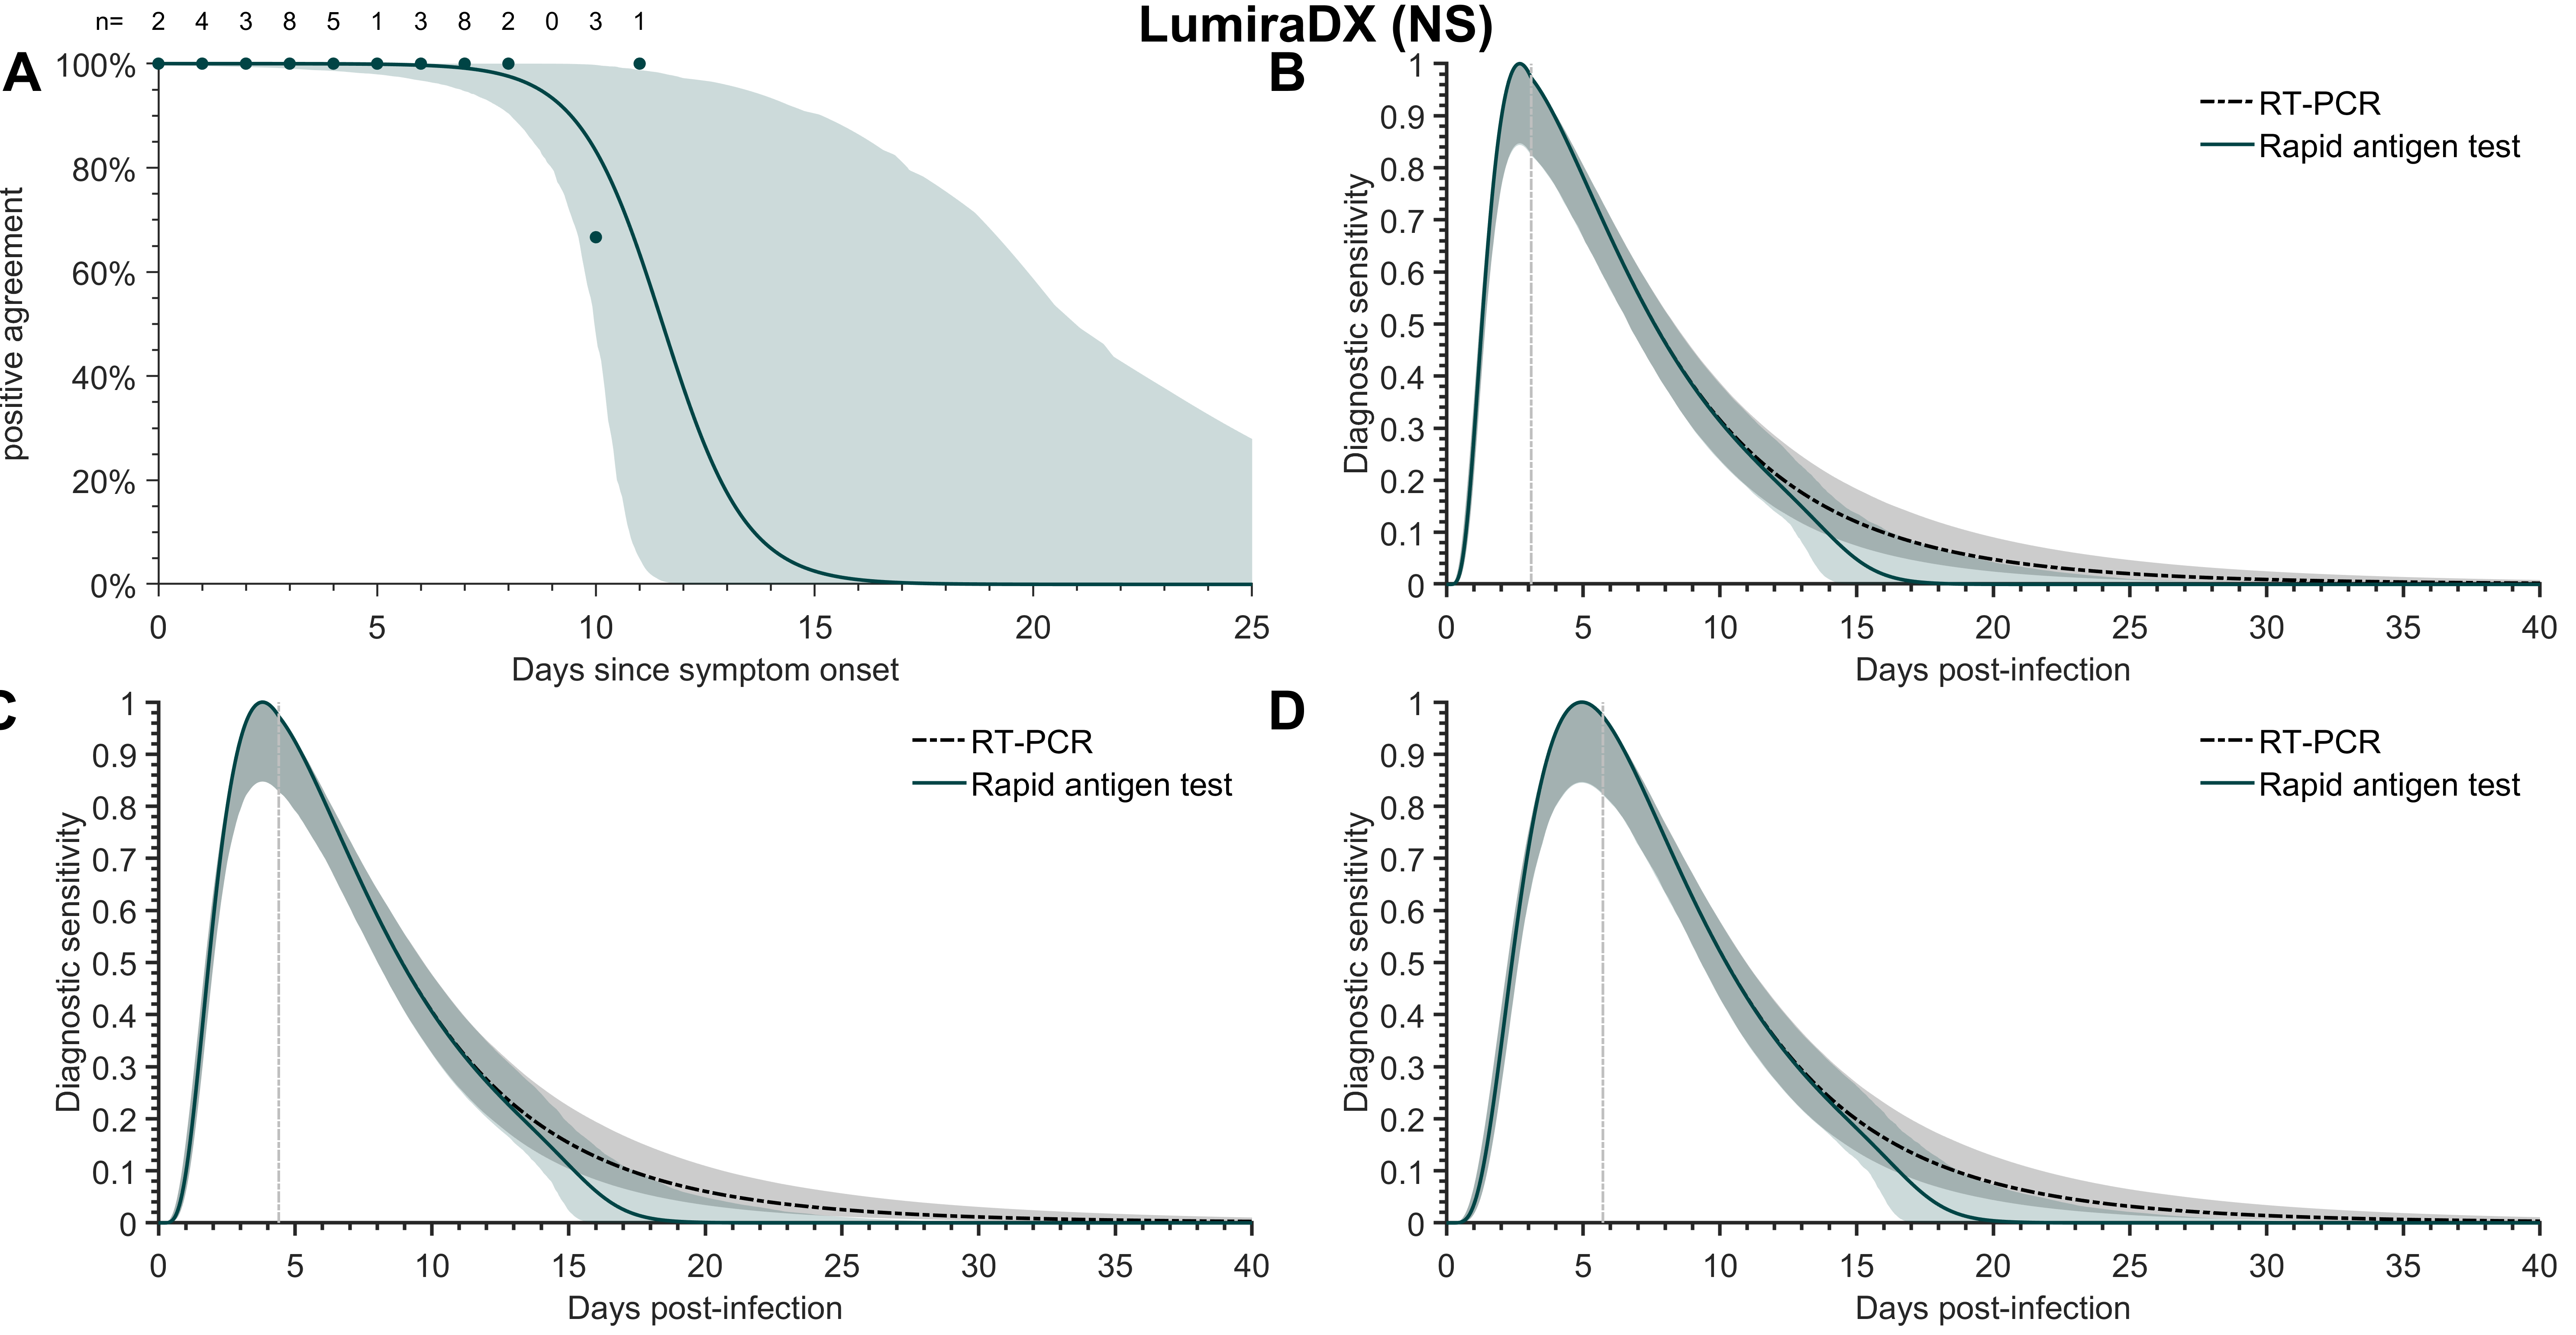 LumiraDX (NS)
n= 2 4 3 8 5 1 3 8 2 0 3 1
A
100%
80%
60%
40%
20%
0%
positive agreement
0 5 10 15 20 25
Days since symptom onset
B
1
0.9
0.8
0.7
0.6
0.5
0.4
0.3
0.2
0.1
0
Diagnostic sensitivity
RT-PCR
Rapid antigen test
0 5 10 15 20 25 30 35 40
Days post-infection
C
1
0.9
0.8
0.7
0.6
0.5
0.4
0.3
0.2
0.1
0
Diagnostic sensitivity
RT-PCR
Rapid antigen test
0 5 10 15 20 25 30 35 40
Days post-infection
D
1
0.9
0.8
0.7
0.6
0.5
0.4
0.3
0.2
0.1
0
Diagnostic sensitivity
RT-PCR
Rapid antigen test
0 5 10 15 20 25 30 35 40
Days post-infection